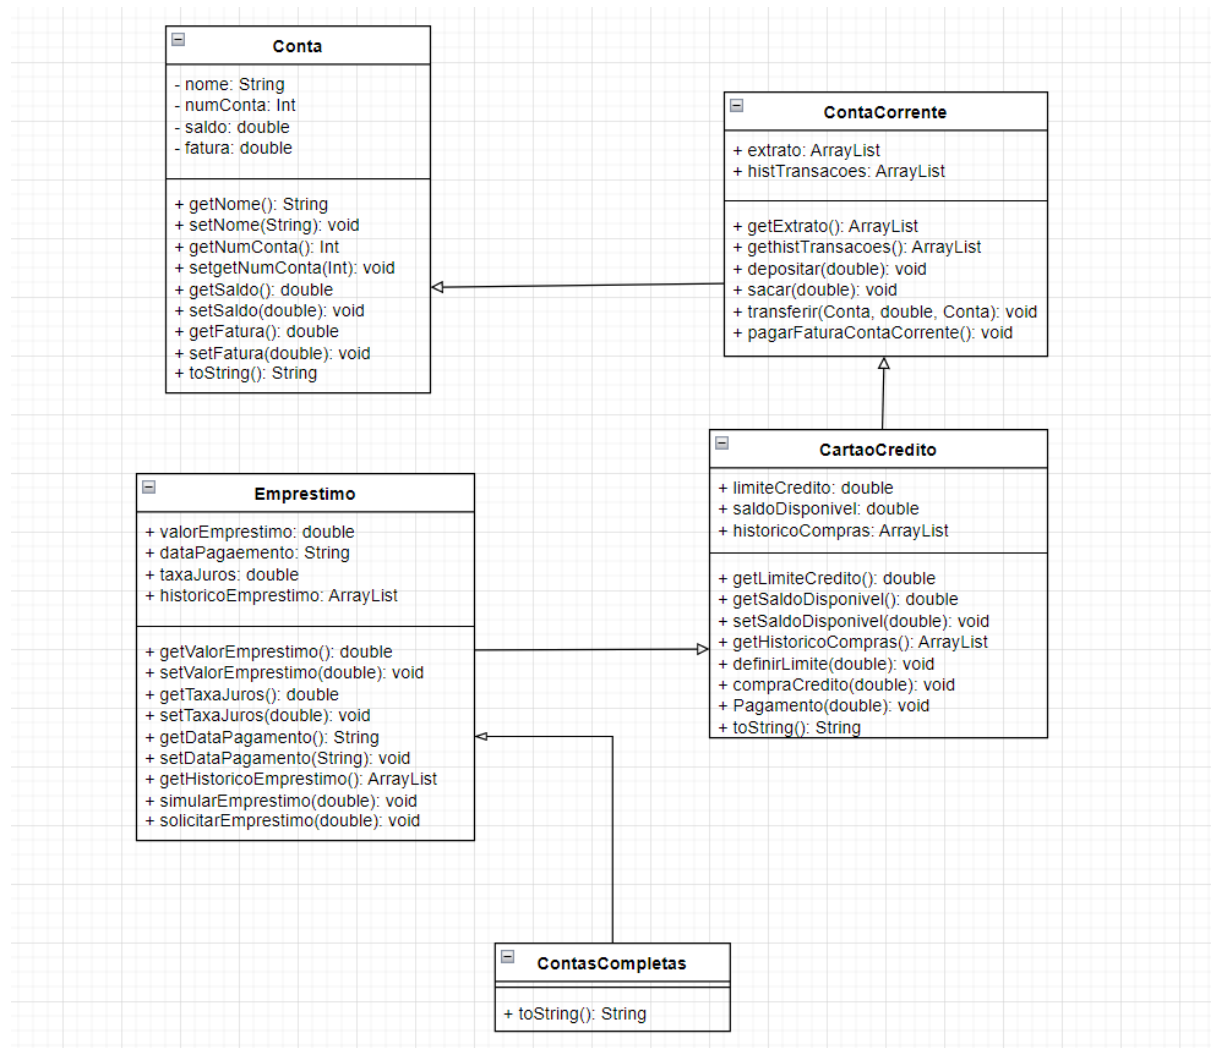 Conta
- nome: String
- numConta: Int
- saldo: double
- fatura: double
+ getNome(): String
+ setNome(String): void
+ getNumConta(): Int
+ setgetNumConta(Int): void
+ getSaldo(): double
+ setSaldo(double): void
+ getFatura(): double
+ setFatura(double): void
+ toString(): String
ContaCorrente
+ extrato: ArrayList
+ histTransacoes: ArrayList
+ getExtrato(): ArrayList
+ gethistTransacoes(): ArrayList
+ depositar(double): void
+ sacar(double): void
+ transferir(Conta, double, Conta): void
+ pagarFaturaContaCorrente(): void
CartaoCredito
+ limiteCredito: double
+ saldoDisponivel: double
+ historicoCompras: ArrayList
+ getLimiteCredito(): double
+ getSaldoDisponivel(): double
+ setSaldoDisponivel(double): void
+ getHistoricoCompras(): ArrayList
+ definirLimite(double): void
+ compraCredito(double): void
+ Pagamento(double): void
+ toString(): String
Emprestimo
+ valorEmprestimo: double
+ dataPagaemento: String
+ taxaJuros: double
+ historicoEmprestimo: ArrayList
+ getValorEmprestimo(): double
+ setValorEmprestimo(double): void
+ getTaxaJuros(): double
+ setTaxaJuros(double): void
+ getDataPagamento(): String
+ setDataPagamento(String): void
+ getHistoricoEmprestimo(): ArrayList
+ simularEmprestimo(double): void
+ solicitarEmprestimo(double): void
ContasCompletas
+ toString(): String